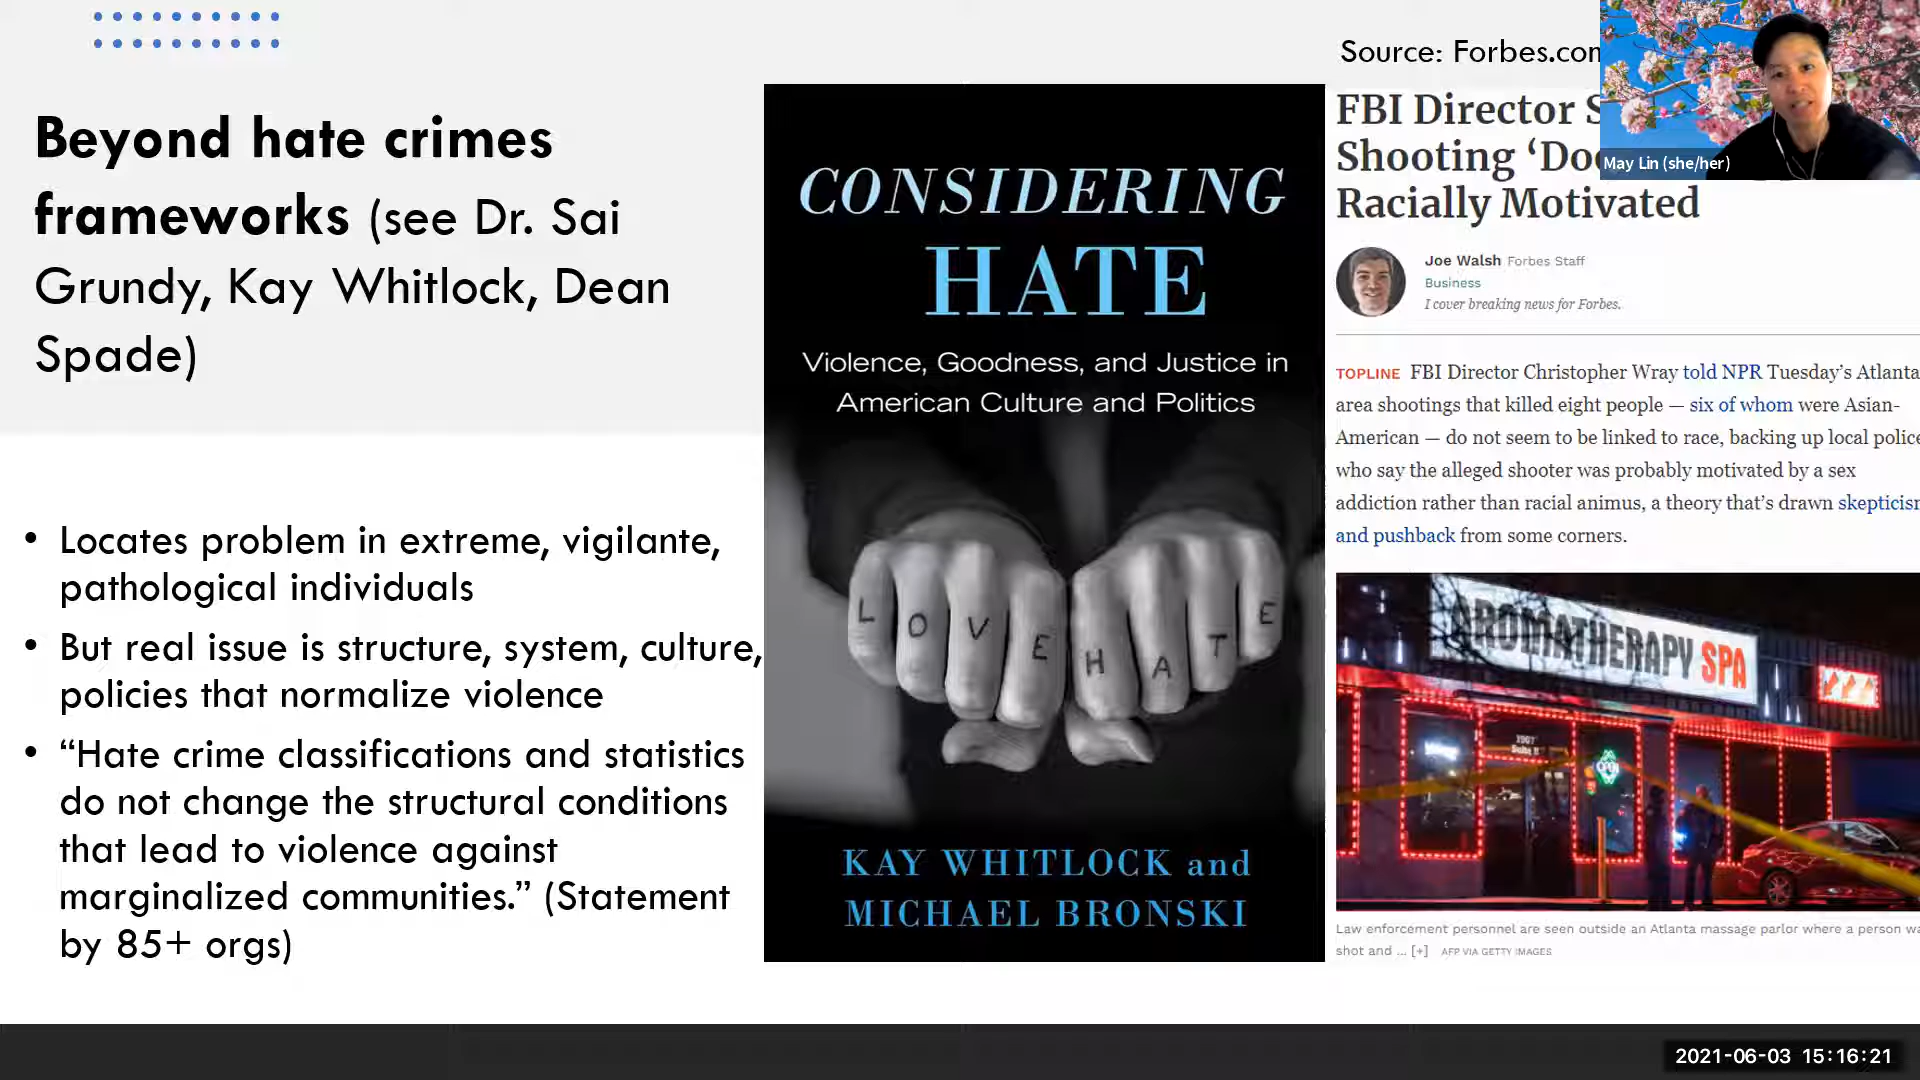 Beyond hate crimes
frameworks (see Dr. Sai
Grundy, Kay Whitlock, Dean
Spade)
• Locates problem in extreme, vigilante,
pathological individuals
• But real issue is structure, system, culture,
policies that normalize violence
• “Hate crime classifications and statistics
do not change the structural conditions
that lead to violence against
marginalized communities.” (Statement
by 85+ orgs)
CONSIDERING
HATE
Violence, Goodness, and Justice in
American Culture and Politics
LOVE HATE
KAY WHITLOCK and
MICHAEL BRONSKI
Source: Forbes.com
FBI Director
Shooting
Racially Motivated
Joe Walsh Forbes Staff
Business
I cover breaking news for Forbes.
TOPLINE FBI Director Christopher Wray told NPR Tuesday’s Atlanta
area shootings that killed eight people — six of whom were Asian-
American — do not seem to be linked to race, backing up local police
who say the alleged shooter was probably motivated by a sex
addiction rather than racial animus, a theory that’s drawn skepticism
and pushback from some corners.
AROMATHERAPY SPA
1907
Suite B
OPEN
Law enforcement personnel are seen outside an Atlanta massage parlor where a person was
shot and ... [+] AFP VIA GETTY IMAGES
May Lin (she/her)
2021-06-03 15:16:21